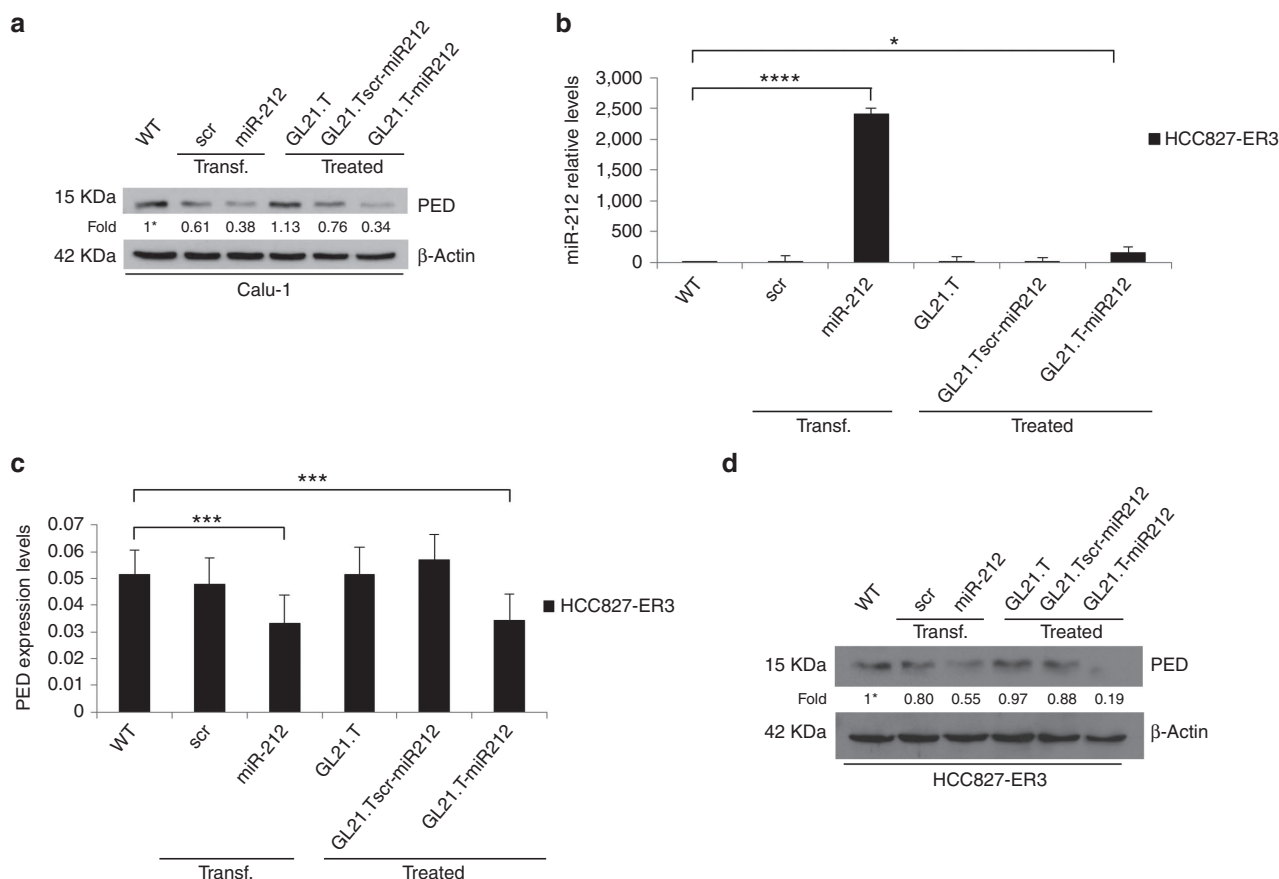 a
WT
scr
miR-212
GL21.T
GL21.Tscr-miR212
GL21.T-miR212
Transf.
Treated
15 KDa
PED
Fold 1* 0.61 0.38 1.13 0.76 0.34
42 KDa
β-Actin
Calu-1
b
*
****
miR-212 relative levels
3,000
2,500
2,000
1,500
1,000
500
0
HCC827-ER3
WT
scr
miR-212
GL21.T
GL21.Tscr-miR212
GL21.T-miR212
Transf.
Treated
c
***
***
PED expression levels
0.07
0.06
0.05
0.04
0.03
0.02
0.01
0
HCC827-ER3
WT
scr
miR-212
GL21.T
GL21.Tscr-miR212
GL21.T-miR212
Transf.
Treated
d
WT
scr
miR-212
GL21.T
GL21.Tscr-miR212
GL21.T-miR212
Transf.
Treated
15 KDa
PED
Fold 1* 0.80 0.55 0.97 0.88 0.19
42 KDa
β-Actin
HCC827-ER3